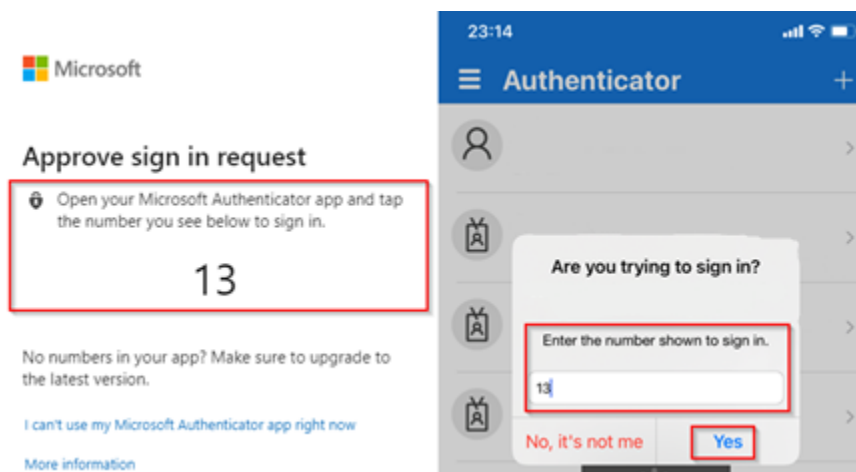 Microsoft
Approve sign in request
Open your Microsoft Authenticator app and tap
the number you see below to sign in.
13
No numbers in your app? Make sure to upgrade to
the latest version.
I can't use my Microsoft Authenticator app right now
More information
23:14
Authenticator
Are you trying to sign in?
Enter the number shown to sign in.
13
No, it's not me
Yes